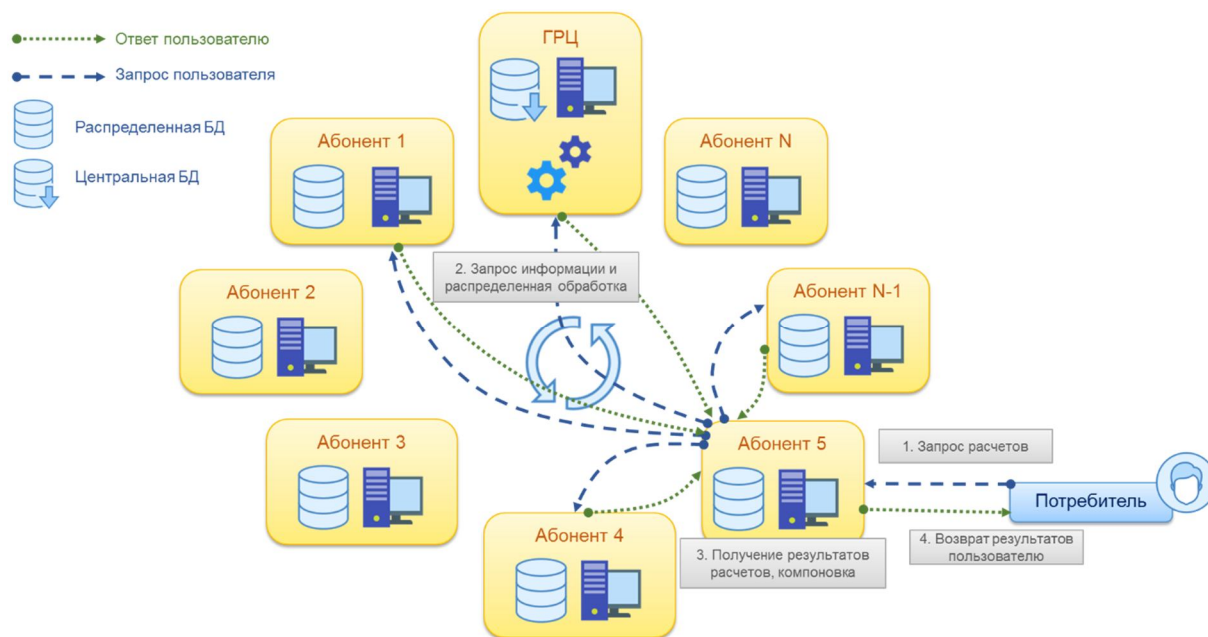 Ответ пользователю
Запрос пользователя
Распределенная БД
Центральная БД
ГРЦ
Абонент 1
Абонент N
2. Запрос информации и
распределенная обработка
Абонент 2
Абонент N-1
Абонент 3
Абонент 5
1. Запрос расчетов
Потребитель
Абонент 4
3. Получение результатов
расчетов, компоновка
4. Возврат результатов
пользователю